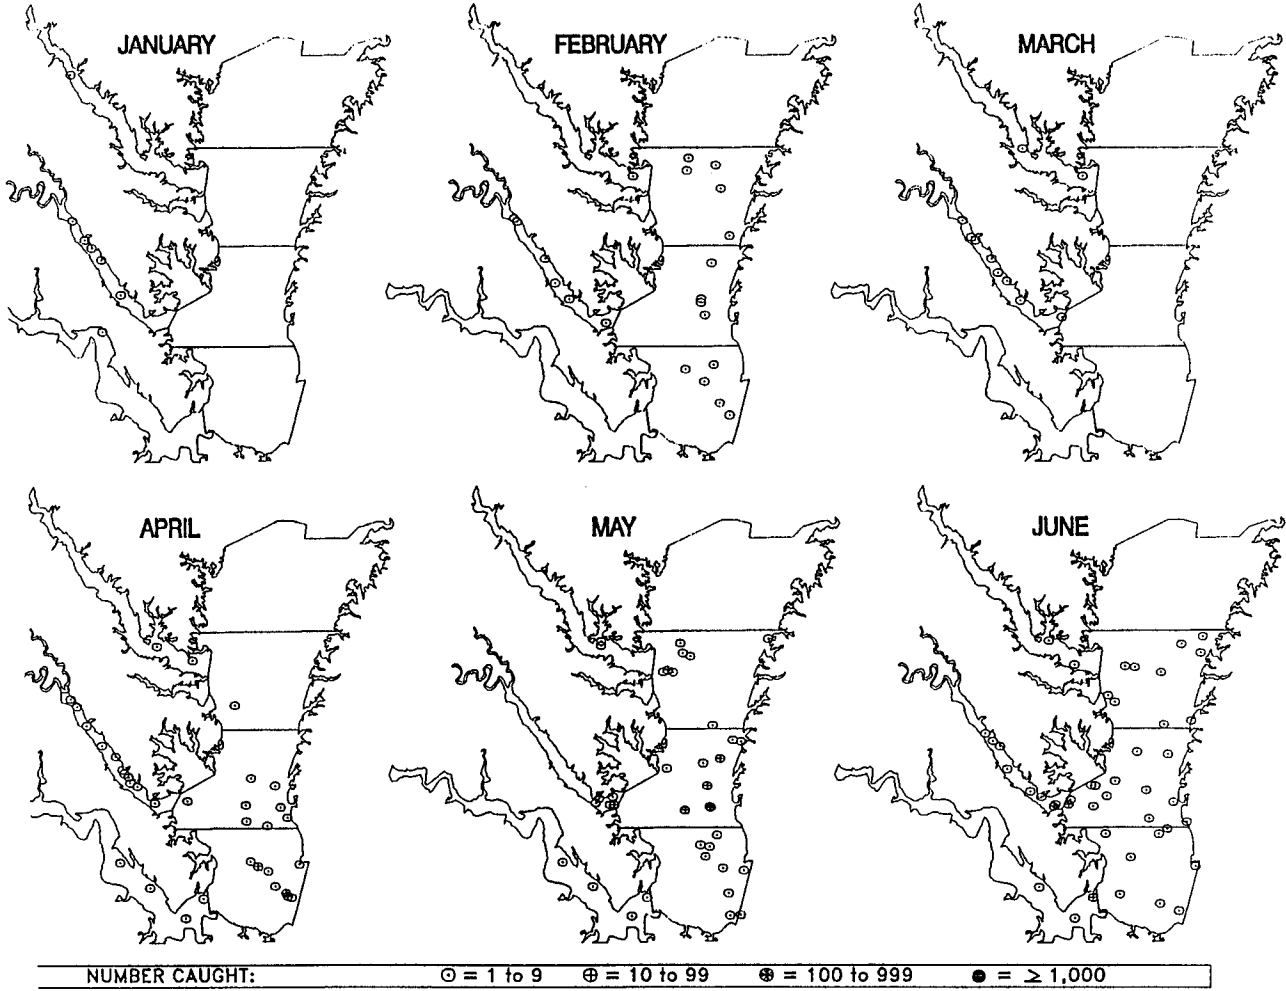 JANUARY FEBRUARY MARCH
APRIL MAY JUNE
NUMBER CAUGHT: = 1 to 9 = 10 to 99 = 100 to 999 = ≥ 1,000